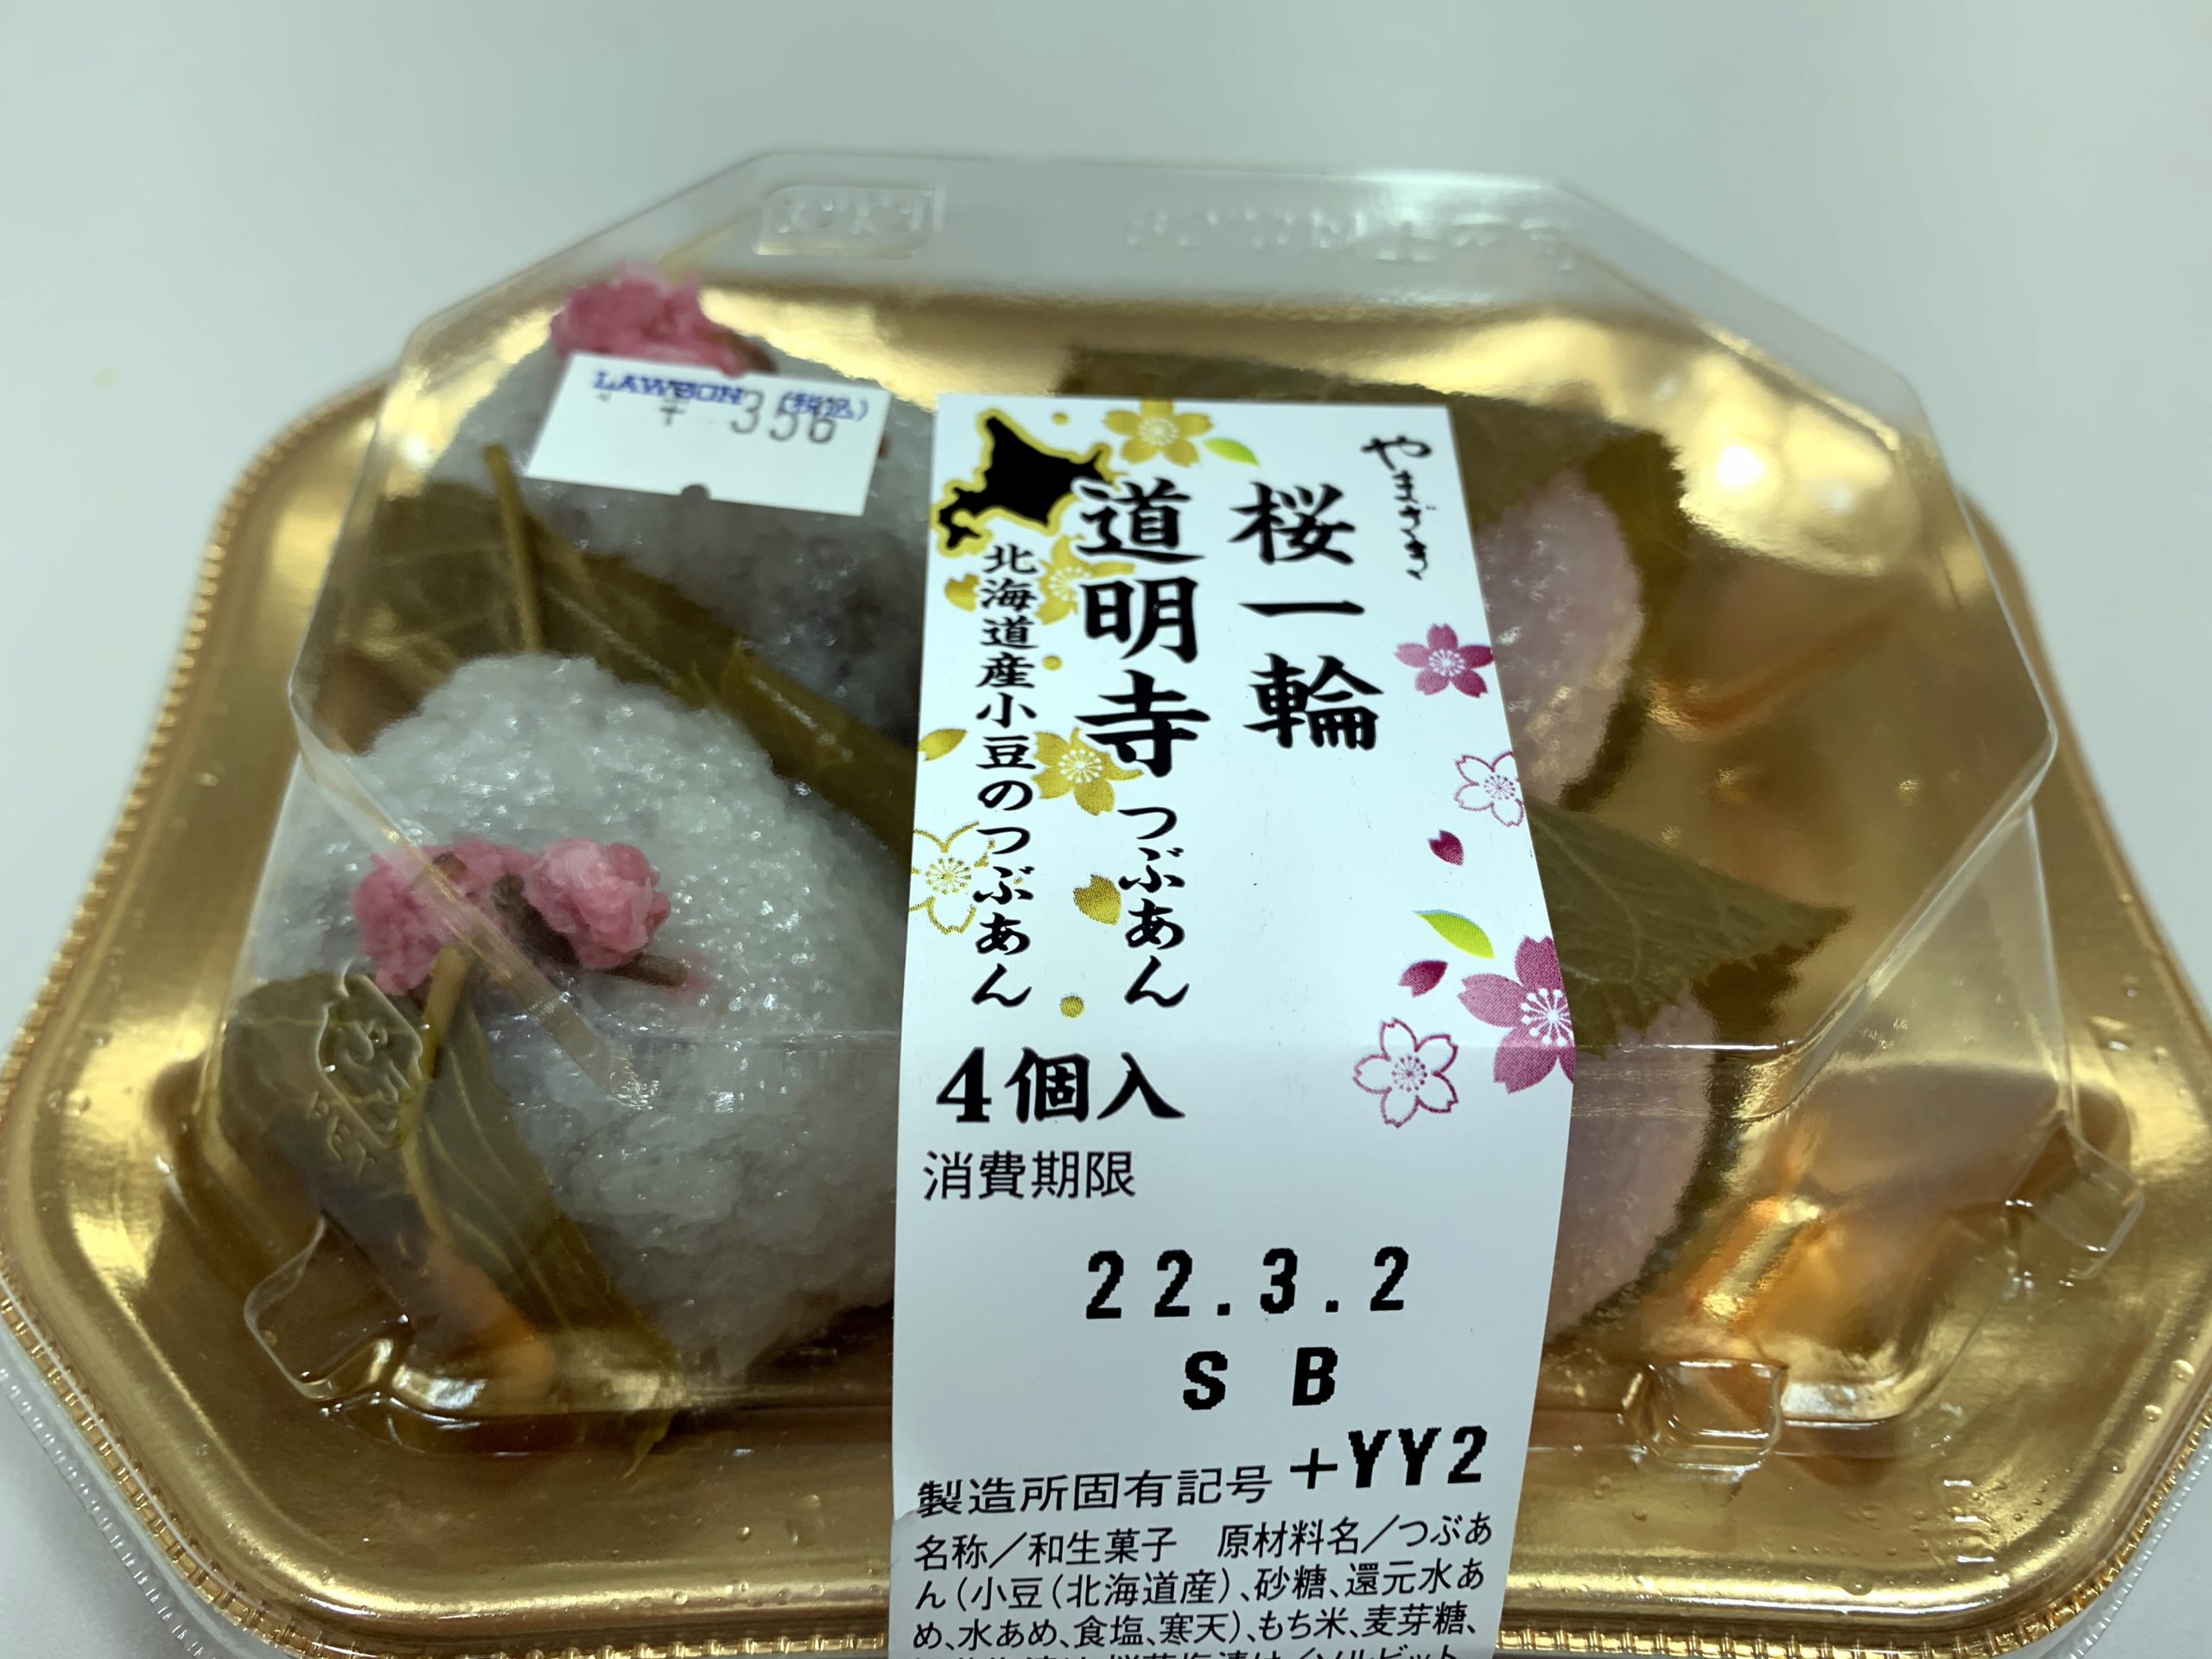 LAWSON (税込)
¥ 356
やまざき
桜一輪
道明寺 つぶあん
北海道産小豆のつぶあん
4個入
消費期限
22.3.2
S B
製造所固有記号 +YY2
名称／和生菓子 原材料名／つぶあ
ん(小豆(北海道産)、砂糖、還元水あ
め、水あめ、食塩、寒天)、もち米、麦芽糖、